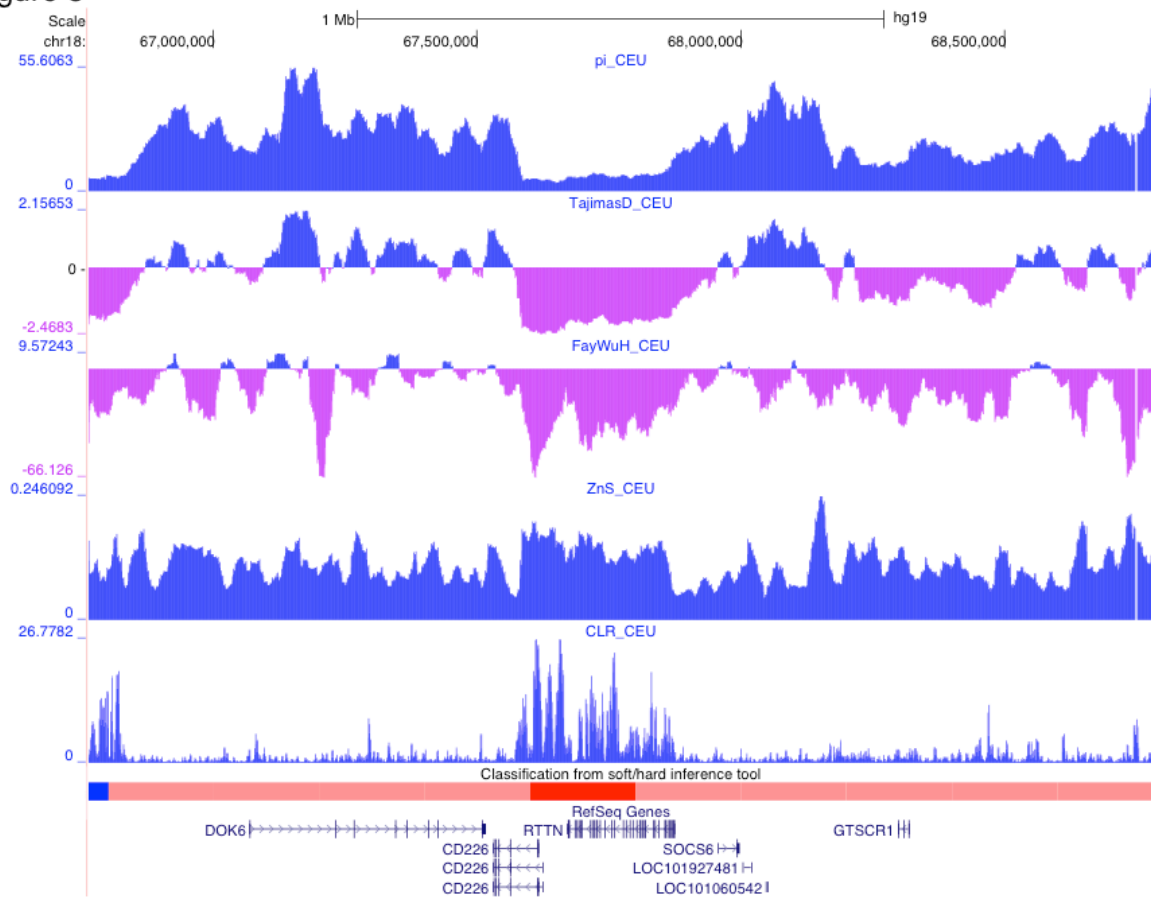 Scale 1 Mb hg19
chr18: 67,000,000 67,500,000 68,000,000 68,500,000
55.6063 pi_CEU
0
2.15653 TajimasD_CEU
0 -
-2.4683
9.57243 FayWuH_CEU
-66.126
0.246092 ZnS_CEU
0
26.7782 CLR_CEU
0
Classification from soft/hard inference tool
RefSeq Genes
DOK6 RTTN GTSCR1
CD226 SOCS6
CD226 LOC101927481
CD226 LOC101060542